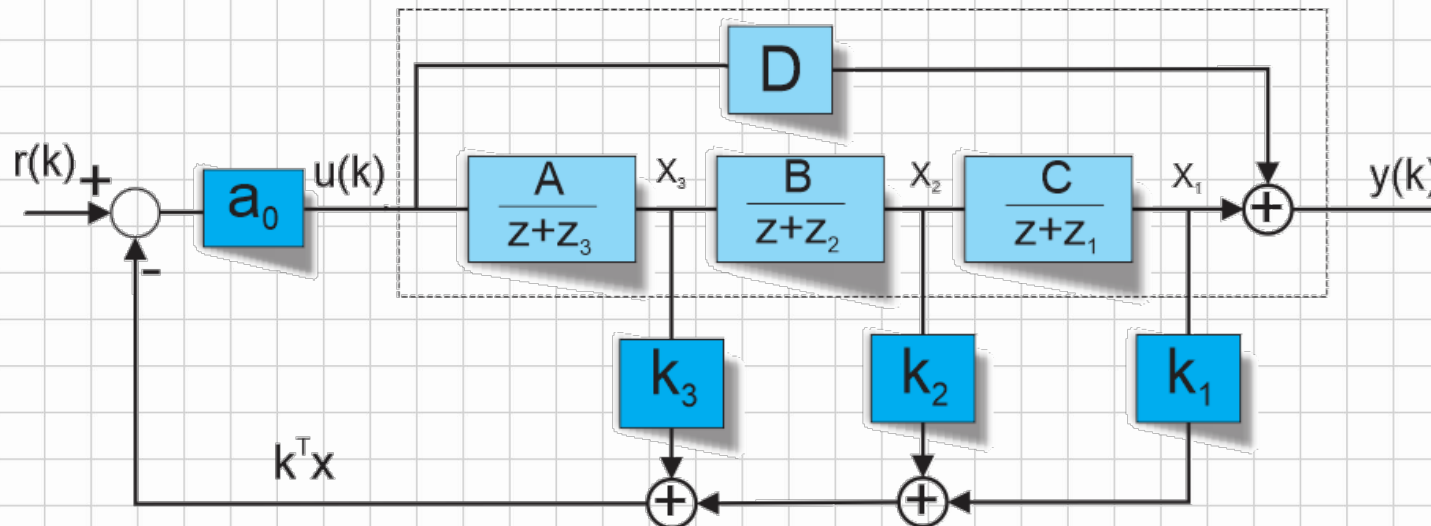 D
r(k)
+
a₀
u(k)
A
z+z₃
X₃
B
z+z₂
X₂
C
z+z₁
X₁
+
y(k)
-
k₃
k₂
k₁
kᵀx
+
+